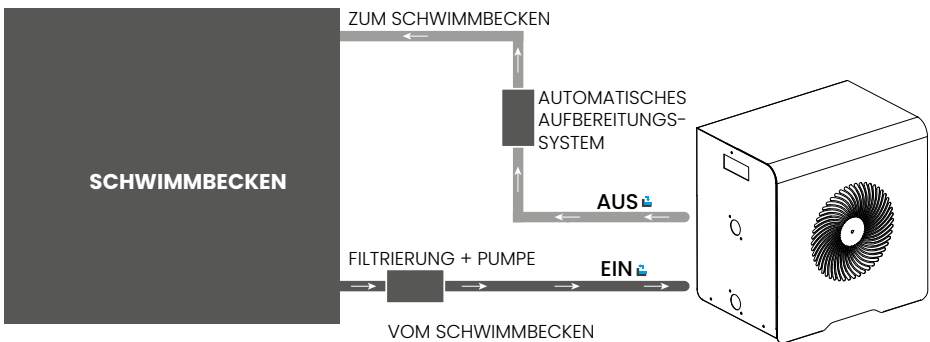 ZUM SCHWIMMBECKEN
AUTOMATISCHES
AUFBEREITUNGS-
SYSTEM
SCHWIMMBECKEN
AUS
FILTRIERUNG + PUMPE
EIN
VOM SCHWIMMBECKEN